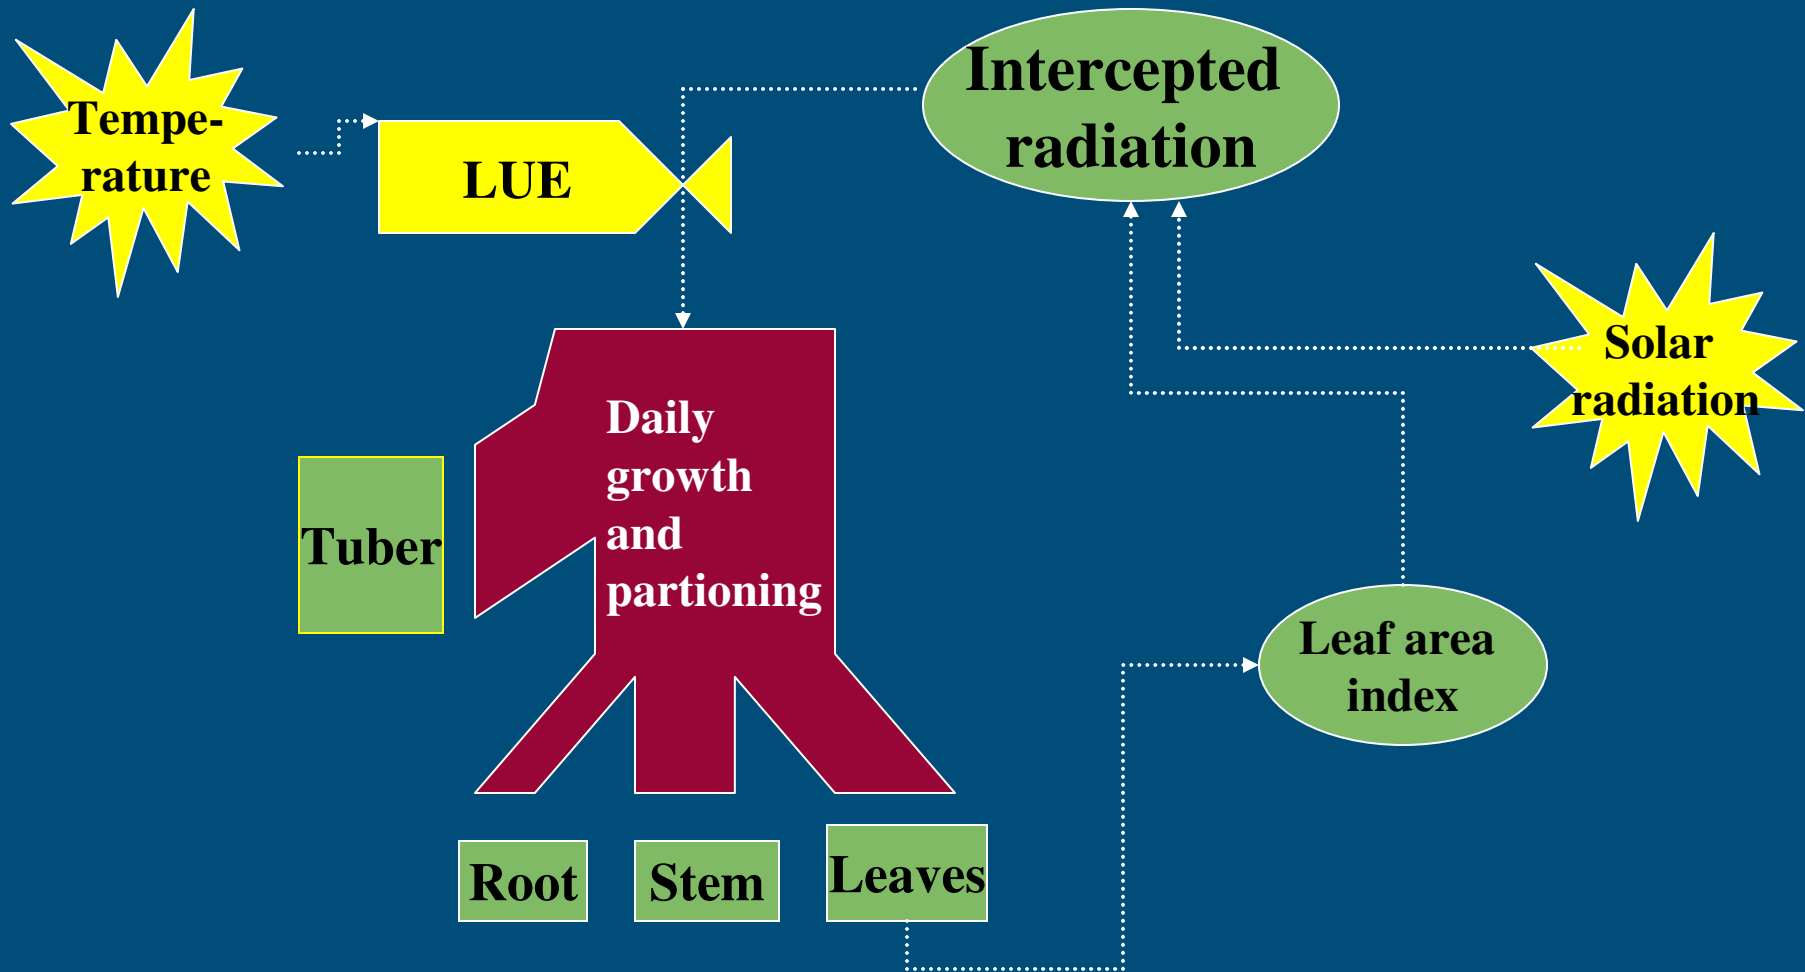 Tempe-
rature
LUE
Intercepted
radiation
Solar
radiation
Daily
growth
and
partioning
Tuber
Leaf area
index
Root
Stem
Leaves